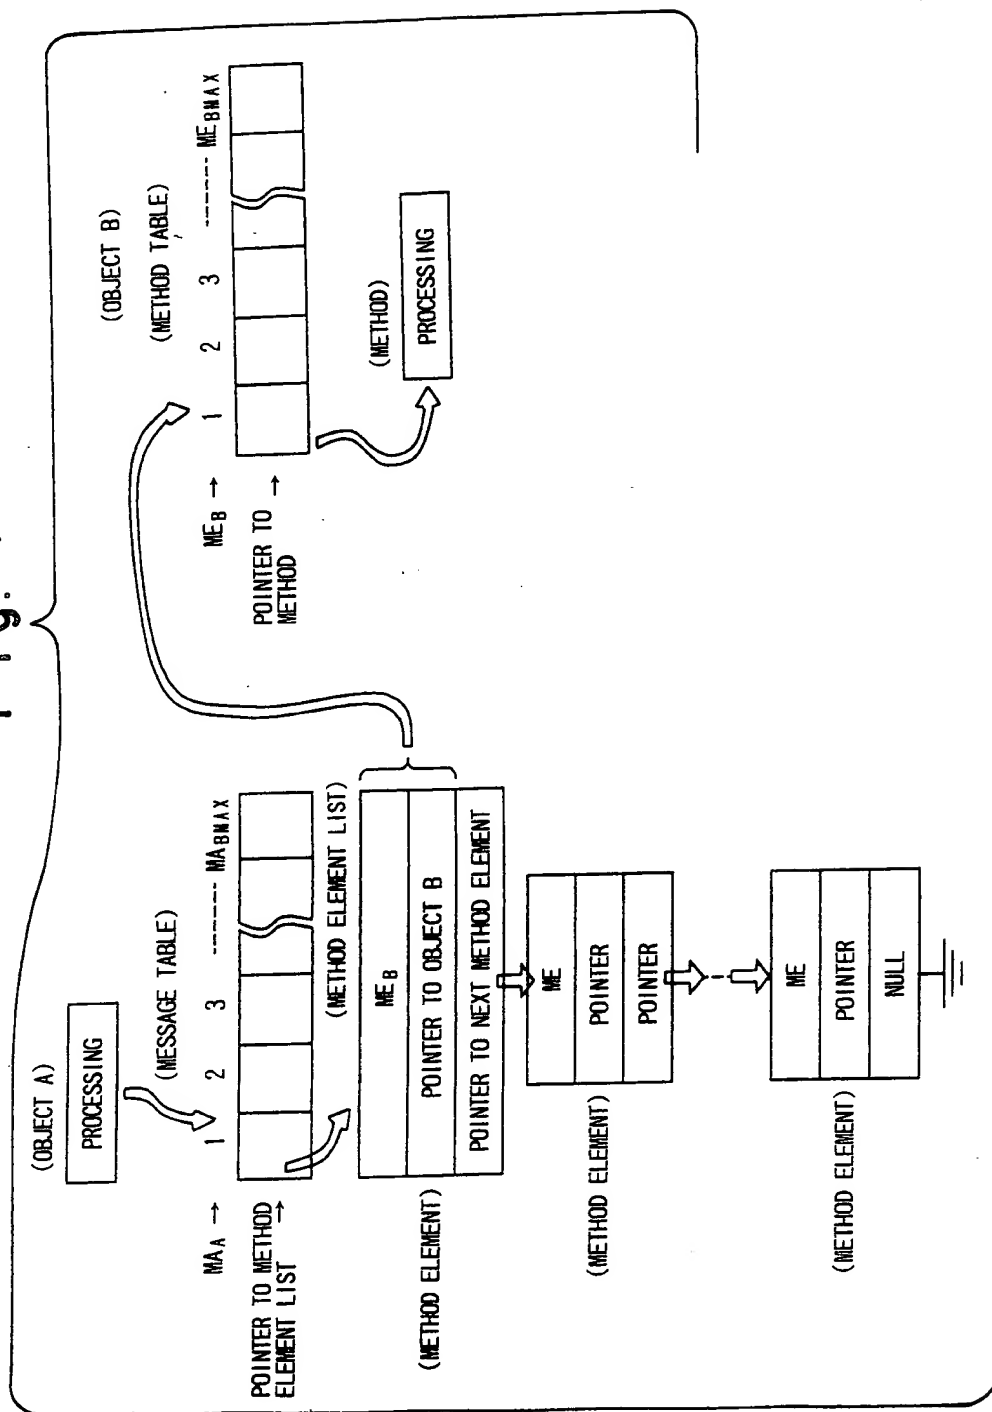 (OBJECT A)
PROCESSING
(MESSAGE TABLE)
MA_A → 1 2 3 ------ MA_BMAX
POINTER TO METHOD →
ELEMENT LIST
(METHOD ELEMENT LIST)
(METHOD ELEMENT)
ME_B
POINTER TO OBJECT B
POINTER TO NEXT METHOD ELEMENT
(METHOD ELEMENT)
ME
POINTER
POINTER
(METHOD ELEMENT)
ME
POINTER
NULL
(OBJECT B)
(METHOD TABLE)
ME_B → 1 2 3 ------ ME_BMAX
POINTER TO →
METHOD
(METHOD)
PROCESSING